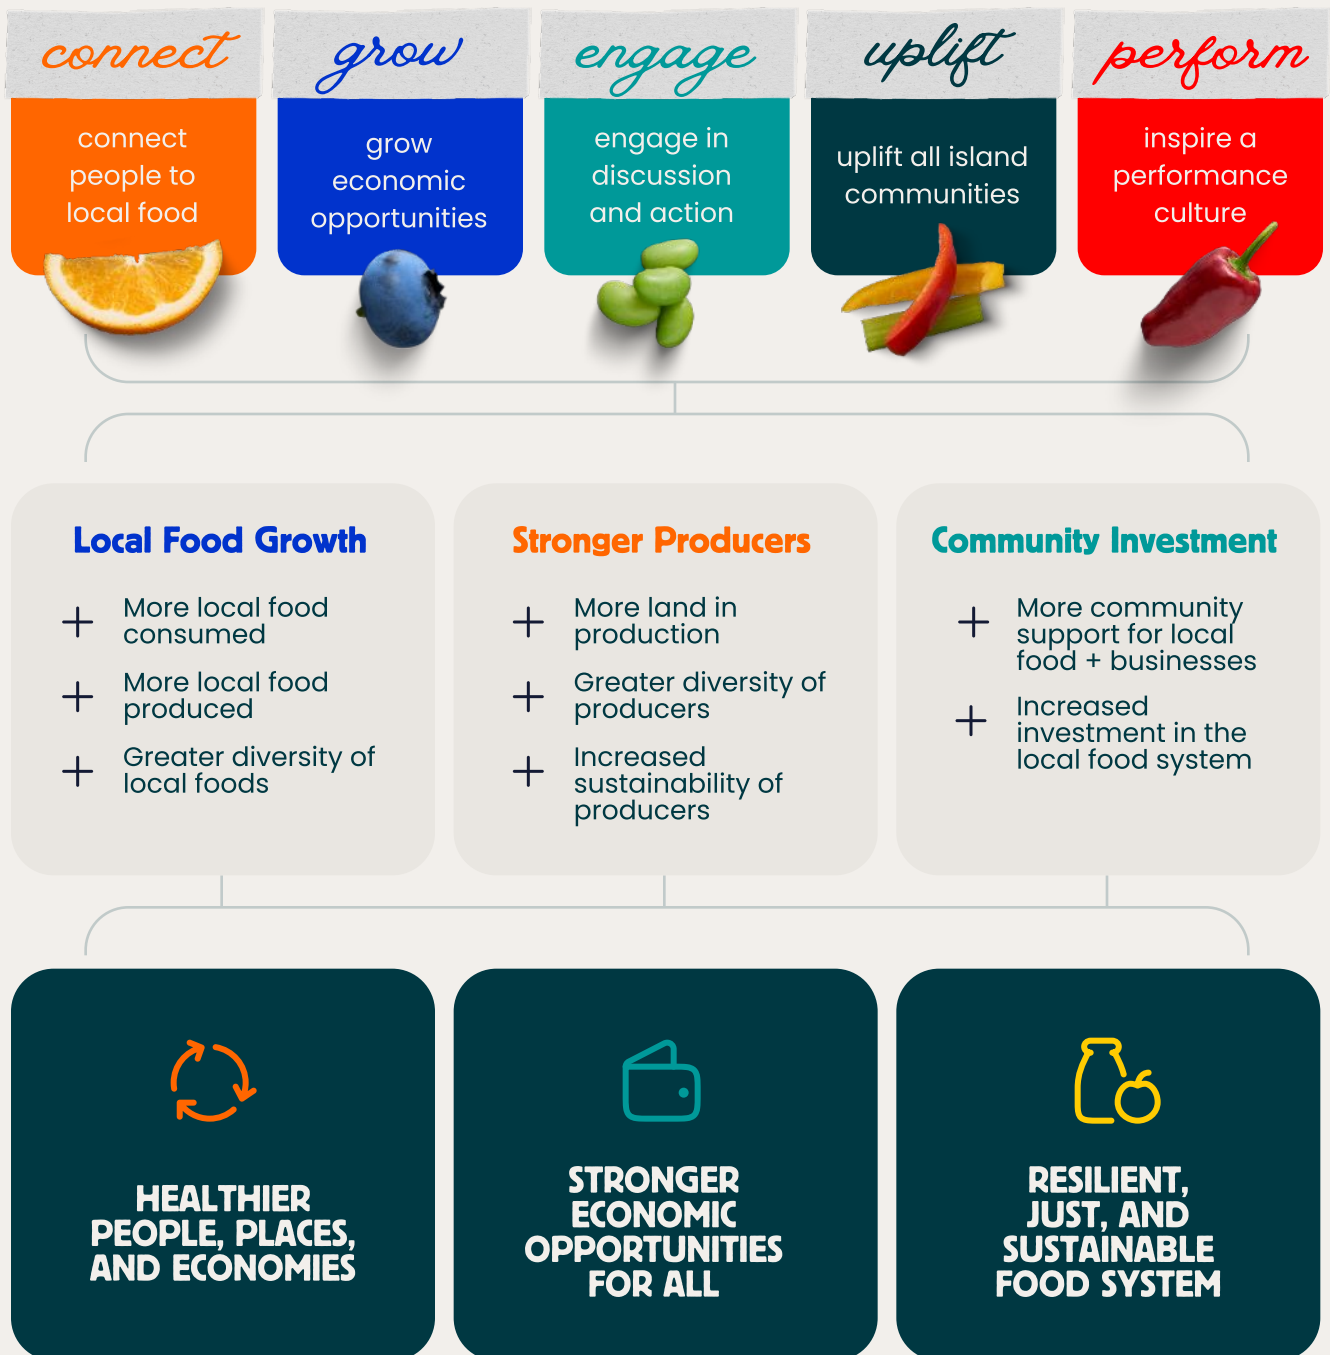 connect
connect
people to
local food
grow
grow
economic
opportunities
engage
engage in
discussion
and action
uplift
uplift all island
communities
perform
inspire a
performance
culture
Local Food Growth
More local food
consumed
More local food
produced
Greater diversity of
local foods
Stronger Producers
More land in
production
Greater diversity of
producers
Increased
sustainability of
producers
Community Investment
More community
support for local
food + businesses
Increased
investment in the
local food system
HEALTHIER
PEOPLE, PLACES,
AND ECONOMIES
STRONGER
ECONOMIC
OPPORTUNITIES
FOR ALL
RESILIENT,
JUST, AND
SUSTAINABLE
FOOD SYSTEM